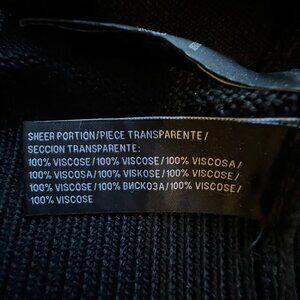 SHEER PORTION/PIECE TRANSPARENTE/
SECCION TRANSPARENTE:
100% VISCOSE/100% VISCOSE/100% VISCOSA/
100% VISCOSA/100% VISKOSE/100% VISCOSE/
100% VISCOSE/100% ВИСКОЗА/100% VISCOSE/
100% VISCOSE